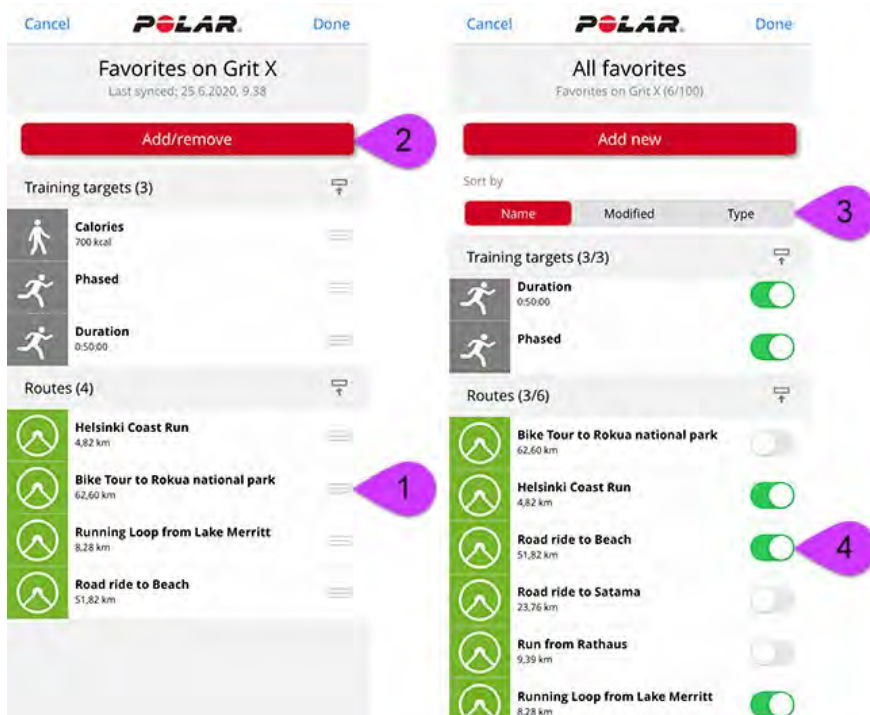 Cancel
POLAR.
Done
Favorites on Grit X
Last synced: 25.6.2020, 9.38
Add/remove
2
Training targets (3)
Calories
700 kcal
Phased
Duration
0:50:00
Routes (4)
Helsinki Coast Run
4,82 km
Bike Tour to Rokua national park
62,60 km
1
Running Loop from Lake Merritt
8,28 km
Road ride to Beach
51,82 km
Cancel
POLAR.
Done
All favorites
Favorites on Grit X (6/100)
Add new
Sort by
Name
Modified
Type
3
Training targets (3/3)
Duration
0:50:00
Phased
Routes (3/6)
Bike Tour to Rokua national park
62,60 km
Helsinki Coast Run
4,82 km
Road ride to Beach
51,82 km
4
Road ride to Satama
23,76 km
Run from Rathaus
9,39 km
Running Loop from Lake Merritt
8,28 km